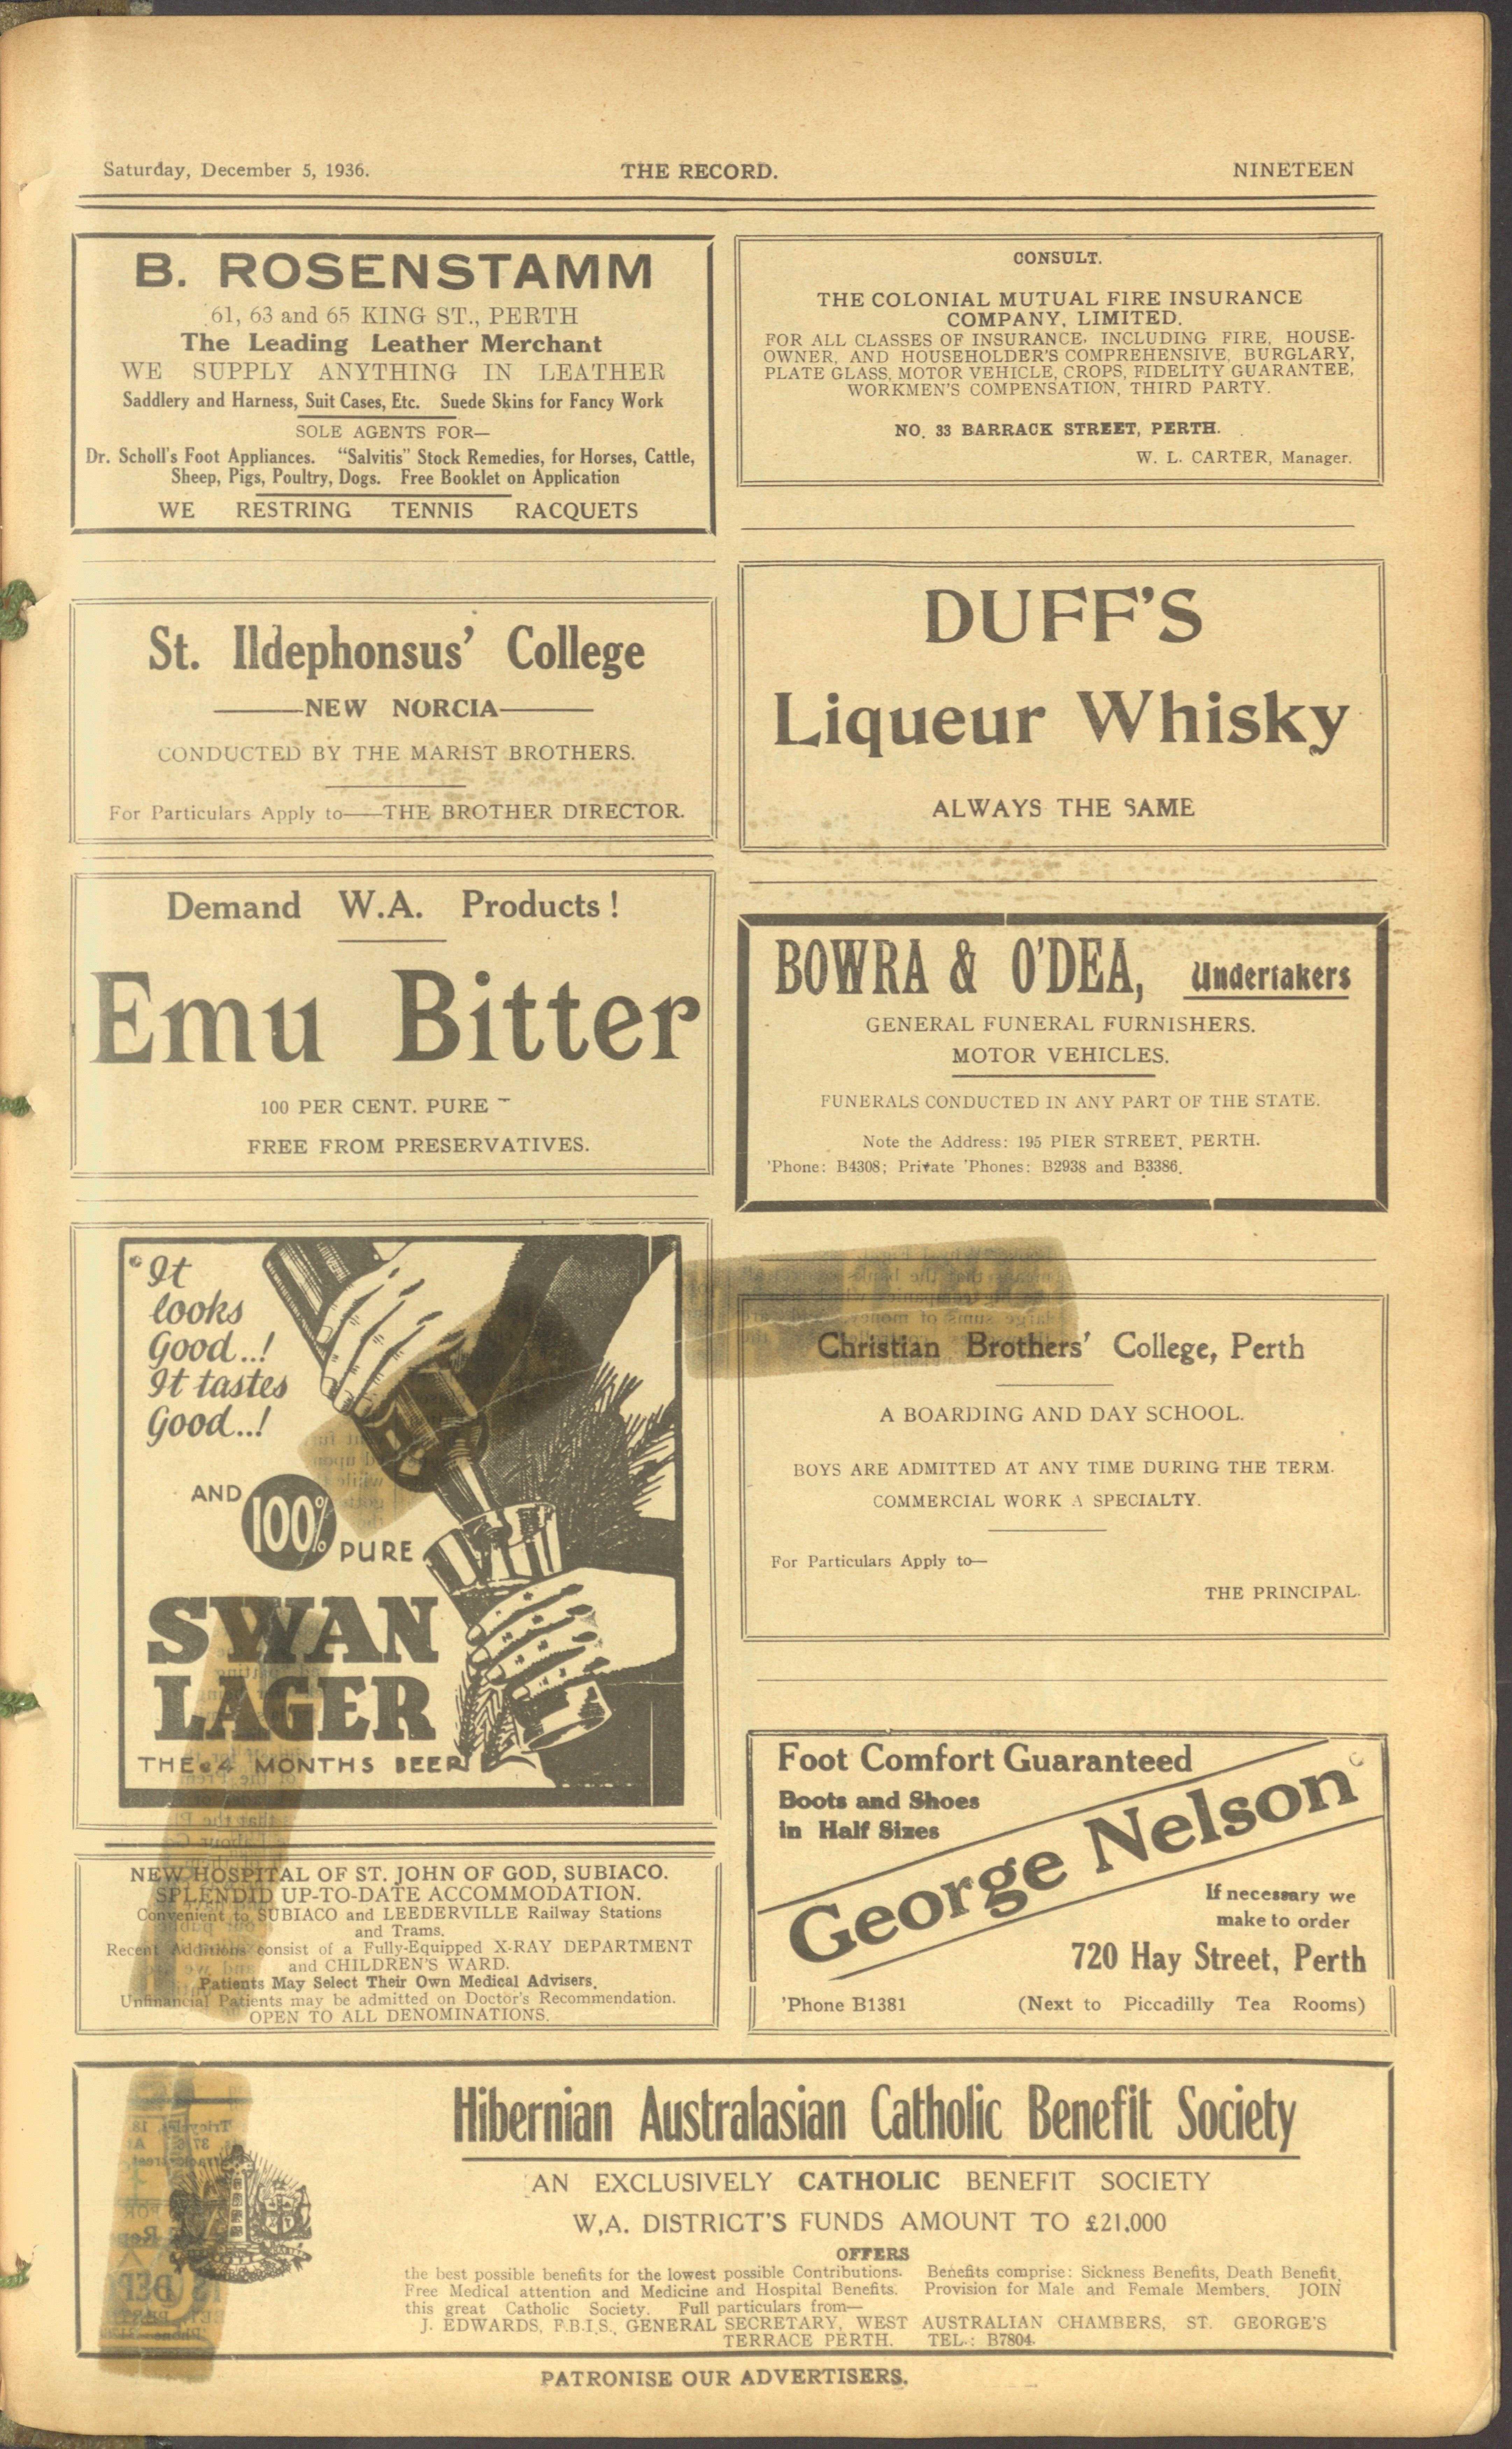 Saturday, December 5, 1936.
THE RECORD.
NINETEEN
B. ROSENSTAMM
61, 63 and 65 KING ST., PERTH
The Leading Leather Merchant
WE SUPPLY ANYTHING IN LEATHER
Saddlery and Harness, Suit Cases, Etc. Suede Skins for Fancy Work
SOLE AGENTS FOR—
Dr. Scholl's Foot Appliances. "Salvitis" Stock Remedies, for Horses, Cattle,
Sheep, Pigs, Poultry, Dogs. Free Booklet on Application
WE RESTRING TENNIS RACQUETS
St. Ildephonsus' College
NEW NORCIA
CONDUCTED BY THE MARIST BROTHERS.
For Particulars Apply to——THE BROTHER DIRECTOR.
Demand W.A. Products!
Emu Bitter
100 PER CENT. PURE
FREE FROM PRESERVATIVES.
It
looks
Good..!
It tastes
Good..!
AND
100%
PURE
SWAN
LAGER
THE 4 MONTHS BEER
NEW HOSPITAL OF ST. JOHN OF GOD, SUBIACO.
SPLENDID UP-TO-DATE ACCOMMODATION.
Convenient to SUBIACO and LEEDERVILLE Railway Stations
and Trams.
Recent Additions consist of a Fully-Equipped X-RAY DEPARTMENT
and CHILDREN'S WARD.
Patients May Select Their Own Medical Advisers.
Unfinancial Patients may be admitted on Doctor's Recommendation.
OPEN TO ALL DENOMINATIONS.
CONSULT.
THE COLONIAL MUTUAL FIRE INSURANCE
COMPANY, LIMITED.
FOR ALL CLASSES OF INSURANCE, INCLUDING FIRE, HOUSE-
OWNER, AND HOUSEHOLDER'S COMPREHENSIVE, BURGLARY,
PLATE GLASS, MOTOR VEHICLE, CROPS, FIDELITY GUARANTEE,
WORKMEN'S COMPENSATION, THIRD PARTY.
NO. 33 BARRACK STREET, PERTH.
W. L. CARTER, Manager.
DUFF'S
Liqueur Whisky
ALWAYS THE SAME
BOWRA & O'DEA, Undertakers
GENERAL FUNERAL FURNISHERS.
MOTOR VEHICLES.
FUNERALS CONDUCTED IN ANY PART OF THE STATE.
Note the Address: 195 PIER STREET, PERTH.
'Phone: B4308; Private 'Phones: B2938 and B3386.
Christian Brothers' College, Perth
A BOARDING AND DAY SCHOOL.
BOYS ARE ADMITTED AT ANY TIME DURING THE TERM.
COMMERCIAL WORK A SPECIALTY.
For Particulars Apply to—
THE PRINCIPAL.
Foot Comfort Guaranteed
Boots and Shoes
in Half Sizes
George Nelson
If necessary we
make to order
720 Hay Street, Perth
'Phone B1381 (Next to Piccadilly Tea Rooms)
Hibernian Australasian Catholic Benefit Society
AN EXCLUSIVELY CATHOLIC BENEFIT SOCIETY
W.A. DISTRICT'S FUNDS AMOUNT TO £21,000
OFFERS
the best possible benefits for the lowest possible Contributions. Benefits comprise: Sickness Benefits, Death Benefit,
Free Medical attention and Medicine and Hospital Benefits. Provision for Male and Female Members. JOIN
this great Catholic Society. Full particulars from—
J. EDWARDS, F.B.I.S., GENERAL SECRETARY, WEST AUSTRALIAN CHAMBERS, ST. GEORGE'S
TERRACE PERTH. TEL.: B7804.
PATRONISE OUR ADVERTISERS.